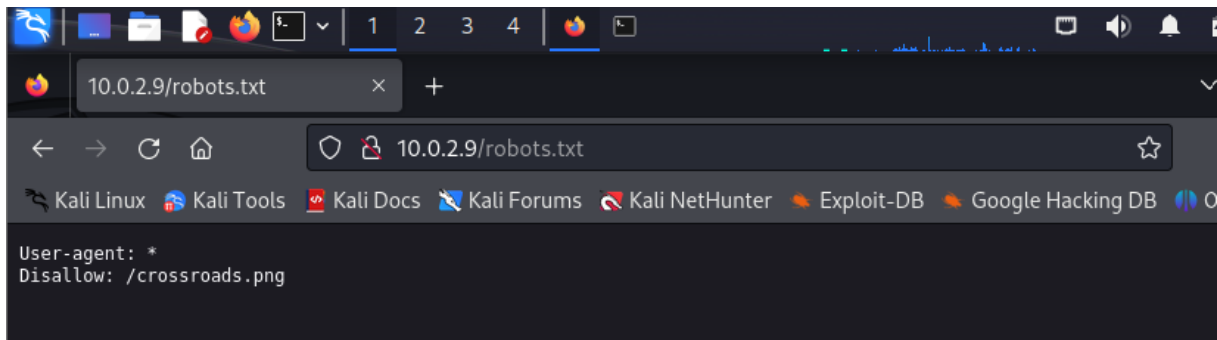 1 2 3 4
10.0.2.9/robots.txt
10.0.2.9/robots.txt
Kali Linux Kali Tools Kali Docs Kali Forums Kali NetHunter Exploit-DB Google Hacking DB
User-agent: *
Disallow: /crossroads.png